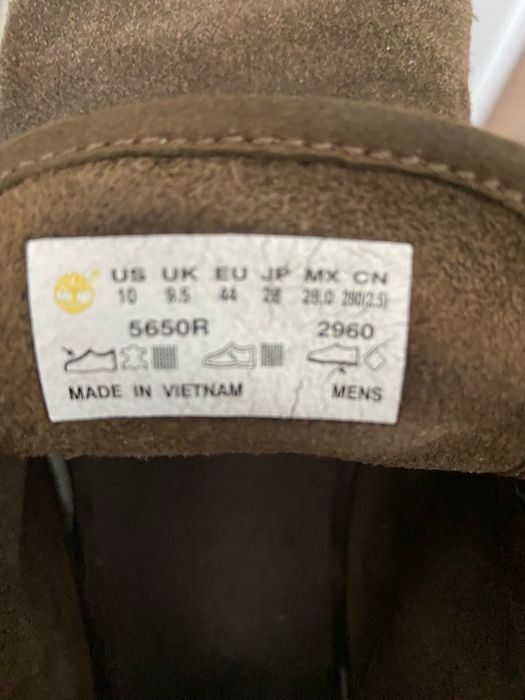 US UK EU JP MX CN
10 9.5 44 28 28.0 280(2.5)
5650R 2960
MADE IN VIETNAM MENS